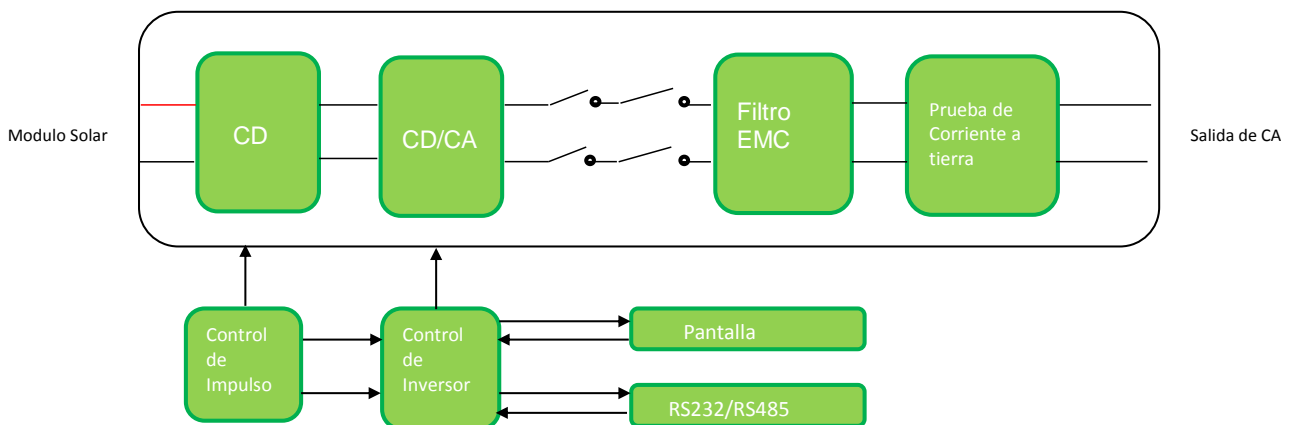 Modulo Solar
CD
CD/CA
Filtro
EMC
Prueba de
Corriente a
tierra
Salida de CA
Control
de
Impulso
Control
de
Inversor
Pantalla
RS232/RS485